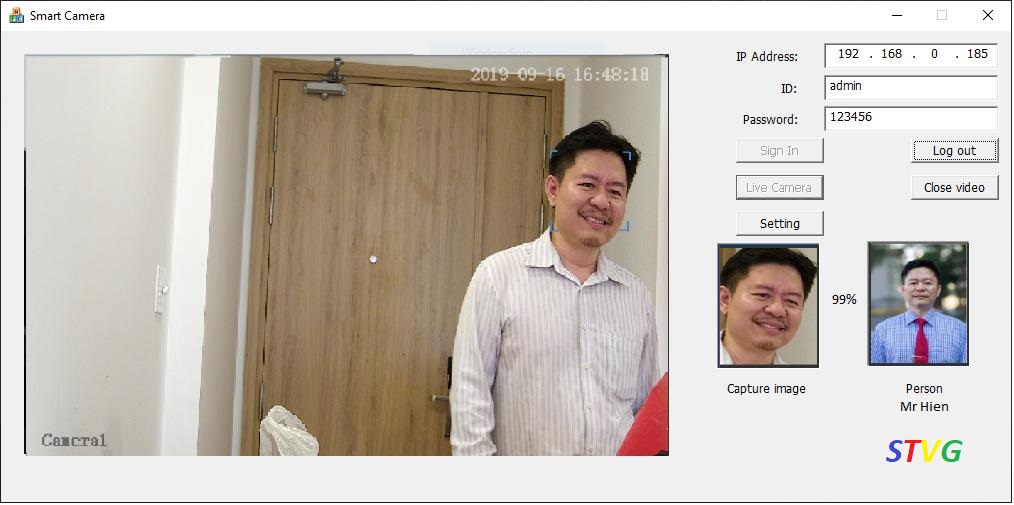 Smart Camera
2019-09-16 16:48:18
IP Address: 192 . 168 . 0 . 185
ID: admin
Password: 123456
Sign In
Log out
Live Camera
Close video
Setting
99%
Capture image
Person
Mr Hien
Camera1
STVG